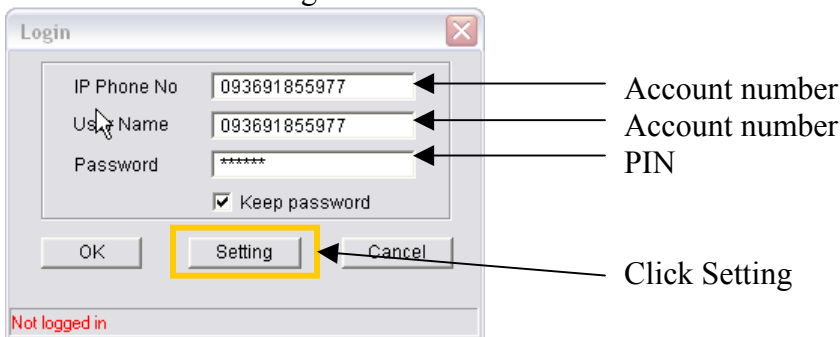 Login
IP Phone No 093691855977 Account number
User Name 093691855977 Account number
Password ****** PIN
Keep password
OK Setting Cancel
Click Setting
Not logged in